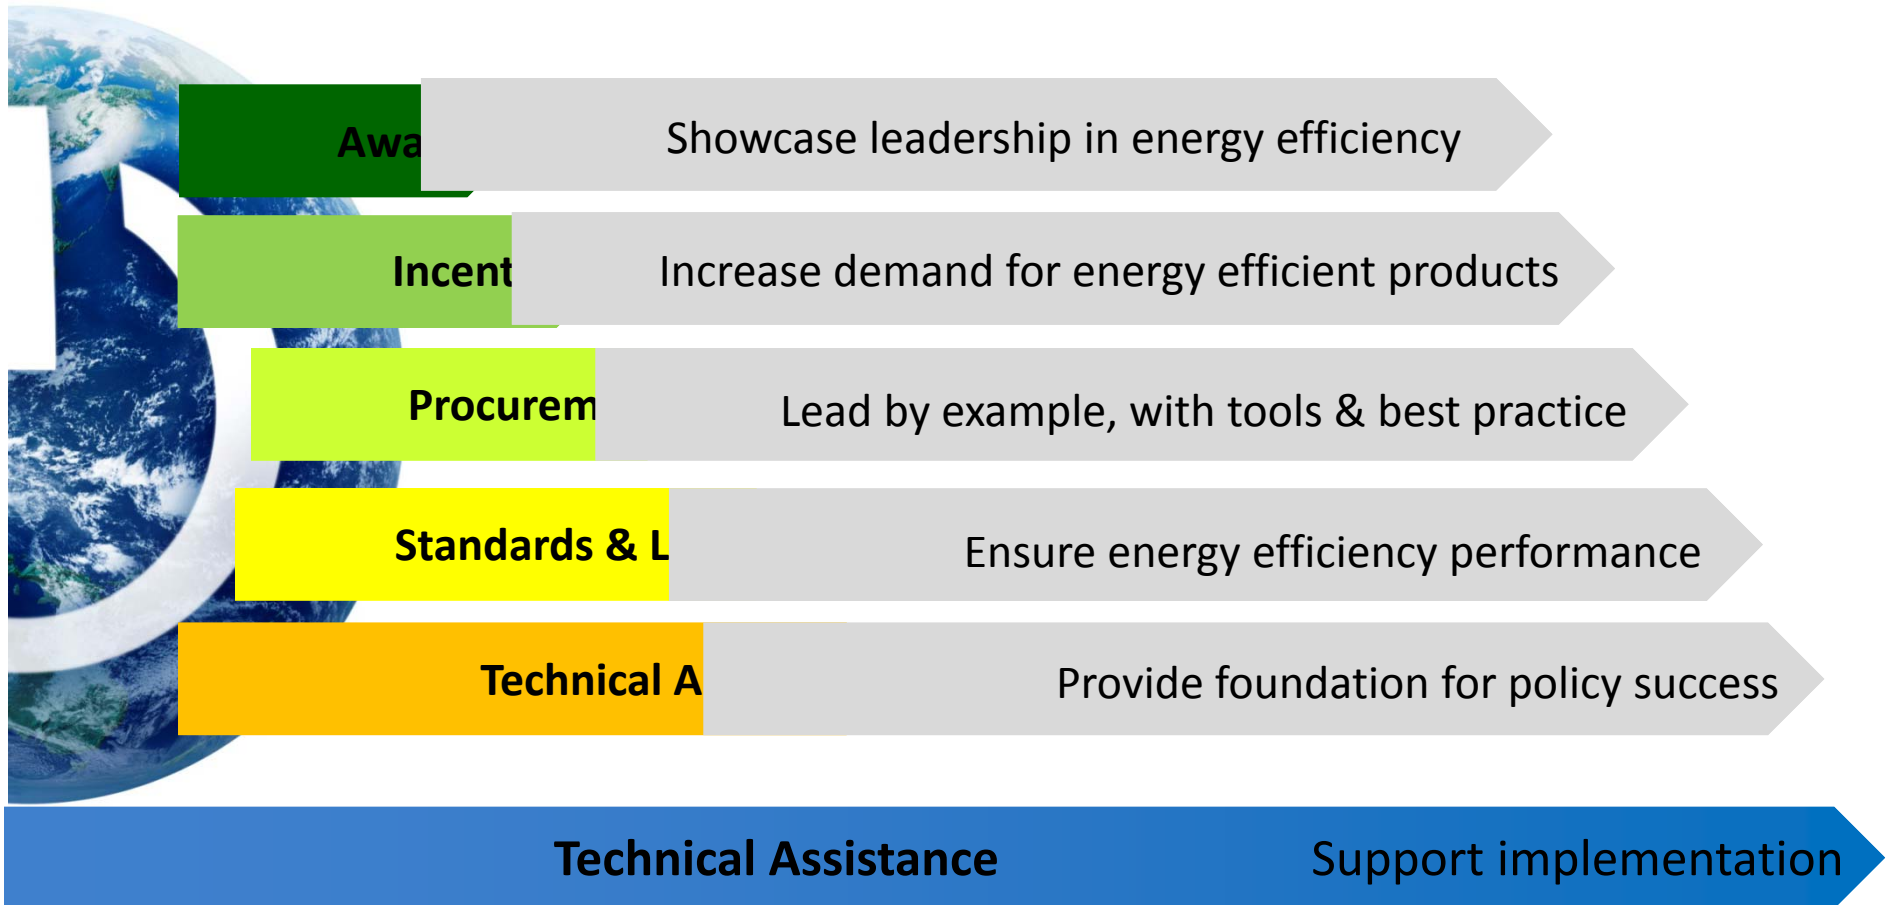 Awa
Showcase leadership in energy efficiency
Incent
Increase demand for energy efficient products
Procurem
Lead by example, with tools & best practice
Standards & L
Ensure energy efficiency performance
Technical A
Provide foundation for policy success
Technical Assistance
Support implementation